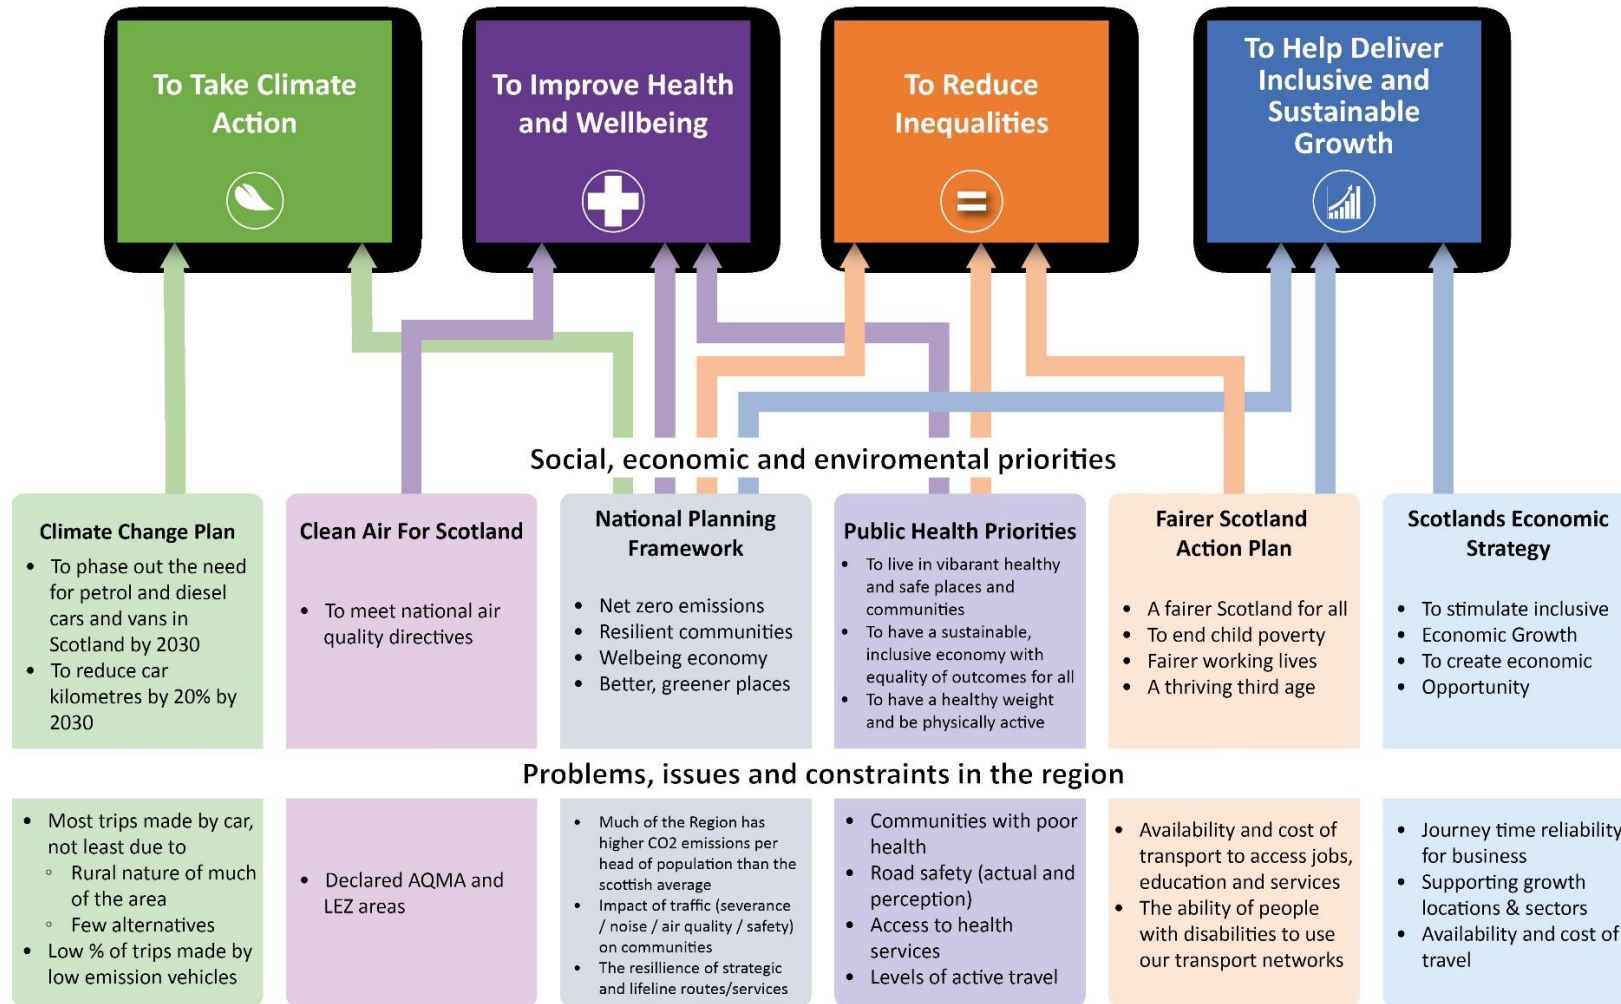 To Take Climate
Action
To Improve Health
and Wellbeing
To Reduce
Inequalities
To Help Deliver
Inclusive and
Sustainable
Growth
Social, economic and enviromental priorities
Climate Change Plan
• To phase out the need
for petrol and diesel
cars and vans in
Scotland by 2030
• To reduce car
kilometres by 20% by
2030
Clean Air For Scotland
• To meet national air
quality directives
National Planning
Framework
• Net zero emissions
• Resilient communities
• Welbeing economy
• Better, greener places
Public Health Priorities
• To live in vibarant healthy
and safe places and
communities
• To have a sustainable,
inclusive economy with
equality of outcomes for all
• To have a healthy weight
and be physically active
Fairer Scotland
Action Plan
• A fairer Scotland for all
• To end child poverty
• Fairer working lives
• A thriving third age
Scotlands Economic
Strategy
• To stimulate inclusive
• Economic Growth
• To create economic
• Opportunity
Problems, issues and constraints in the region
• Most trips made by car,
not least due to
◦ Rural nature of much
of the area
◦ Few alternatives
• Low % of trips made by
low emission vehicles
• Declared AQMA and
LEZ areas
• Much of the Region has
higher CO2 emissions per
head of population than the
scottish average
• Impact of traffic (severance
/ noise / air quality / safety)
on communities
• The resillience of strategic
and lifeline routes/services
• Communities with poor
health
• Road safety (actual and
perception)
• Access to health
services
• Levels of active travel
• Availability and cost of
transport to access jobs,
education and services
• The ability of people
with disabilities to use
our transport networks
• Journey time reliability
for business
• Supporting growth
locations & sectors
• Availability and cost of
travel